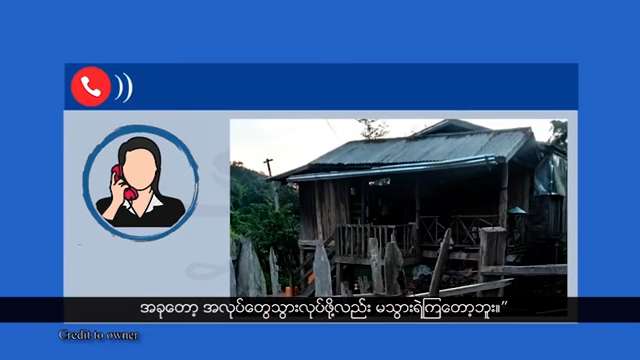 အခုတော့ အလုပ်တွေသွားလုပ်ဖို့လည်း မသွားရဲကြတော့ဘူး။”
Credit to owner